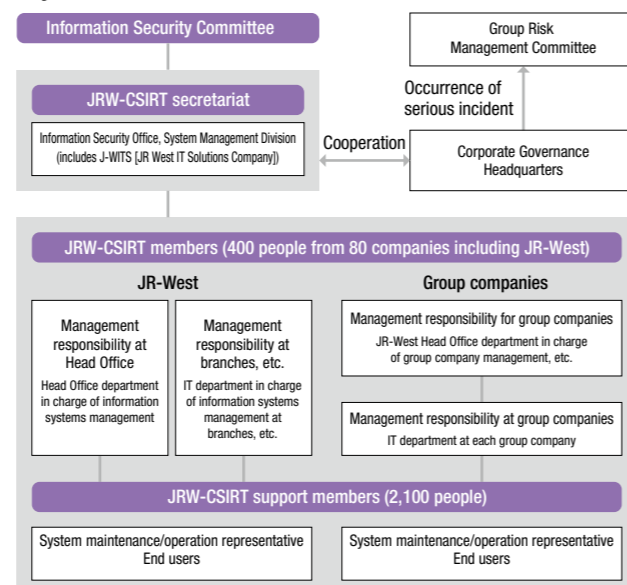 Information Security Committee
Group Risk
Management Committee
JRW-CSIRT secretariat
Information Security Office, System Management Division
(includes J-WITS [JR West IT Solutions Company])
Occurrence of
serious incident
Cooperation
Corporate Governance
Headquarters
JRW-CSIRT members (400 people from 80 companies including JR-West)
JR-West
Management
responsibility at
Head Office
Head Office department
in charge of information
systems management
Management
responsibility at
branches, etc.
IT department in charge
of information systems
management at
branches, etc.
Group companies
Management responsibility for group companies
JR-West Head Office department in charge
of group company management, etc.
Management responsibility at group companies
IT department at each group company
JRW-CSIRT support members (2,100 people)
System maintenance/operation representative
End users
System maintenance/operation representative
End users